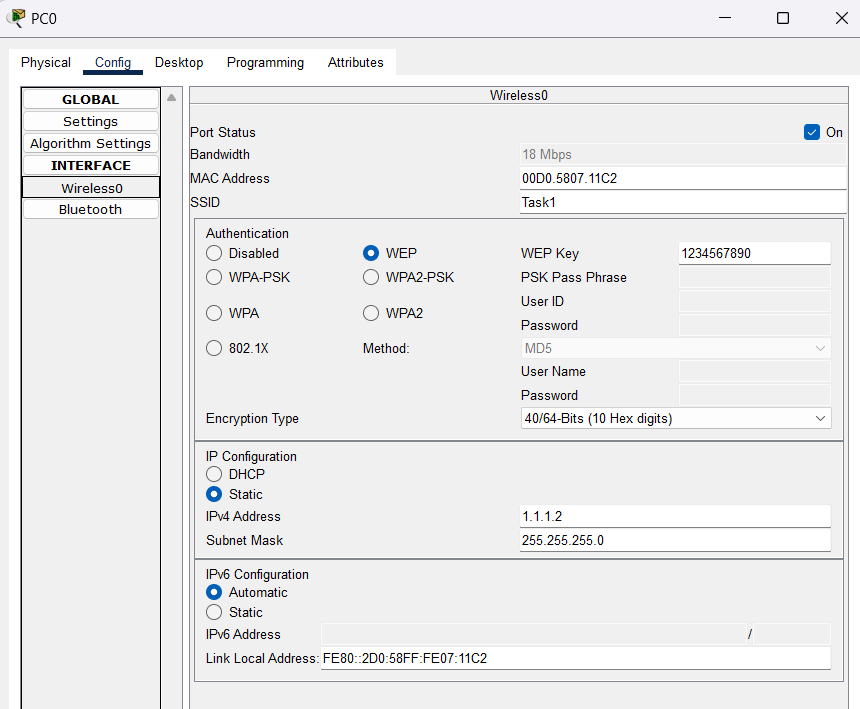 PC0
Physical Config Desktop Programming Attributes
GLOBAL
Settings
Algorithm Settings
INTERFACE
Wireless0
Bluetooth
Wireless0
Port Status On
Bandwidth 18 Mbps
MAC Address 00D0.5807.11C2
SSID Task1
Authentication
Disabled WEP WEP Key 1234567890
WPA-PSK WPA2-PSK PSK Pass Phrase
User ID
WPA WPA2
Password
802.1X Method: MD5
User Name
Password
Encryption Type 40/64-Bits (10 Hex digits)
IP Configuration
DHCP
Static
IPv4 Address 1.1.1.2
Subnet Mask 255.255.255.0
IPv6 Configuration
Automatic
Static
IPv6 Address /
Link Local Address: FE80::2D0:58FF:FE07:11C2